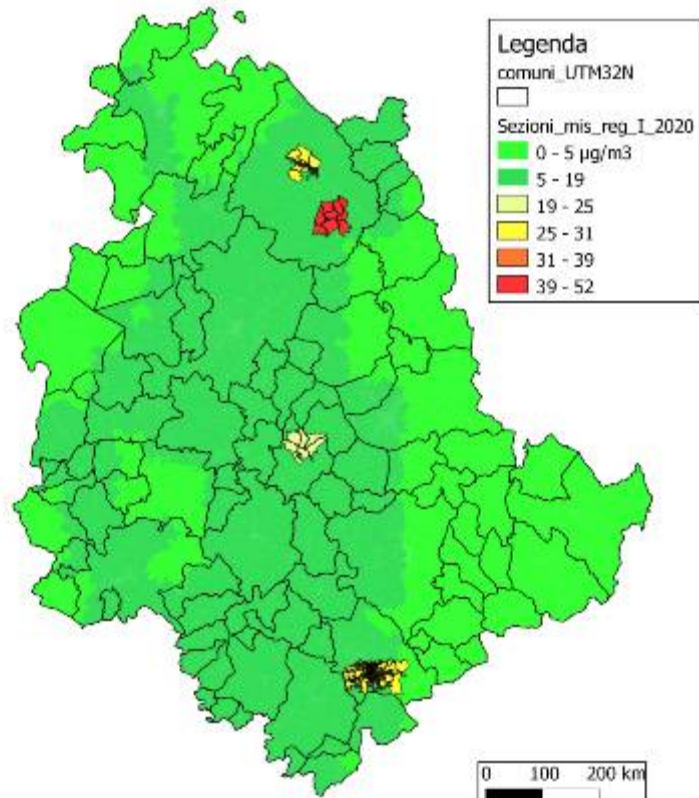 Legenda
comuni_UTM32N
Sezioni_mis_reg_I_2020
0 - 5 µg/m3
5 - 19
19 - 25
25 - 31
31 - 39
39 - 52
0 100 200 km